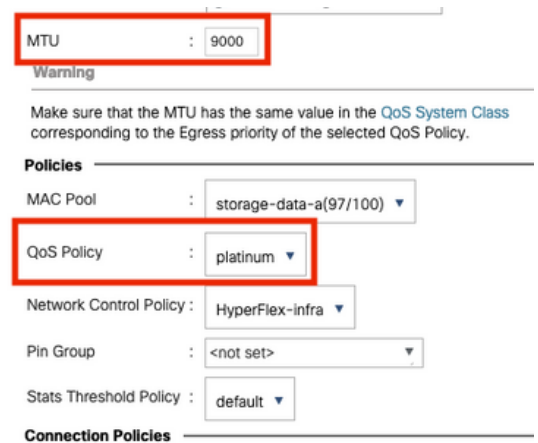 MTU : 9000
Warning
Make sure that the MTU has the same value in the QoS System Class
corresponding to the Egress priority of the selected QoS Policy.
Policies
MAC Pool : storage-data-a(97/100)
QoS Policy : platinum
Network Control Policy : HyperFlex-infra
Pin Group : <not set>
Stats Threshold Policy : default
Connection Policies